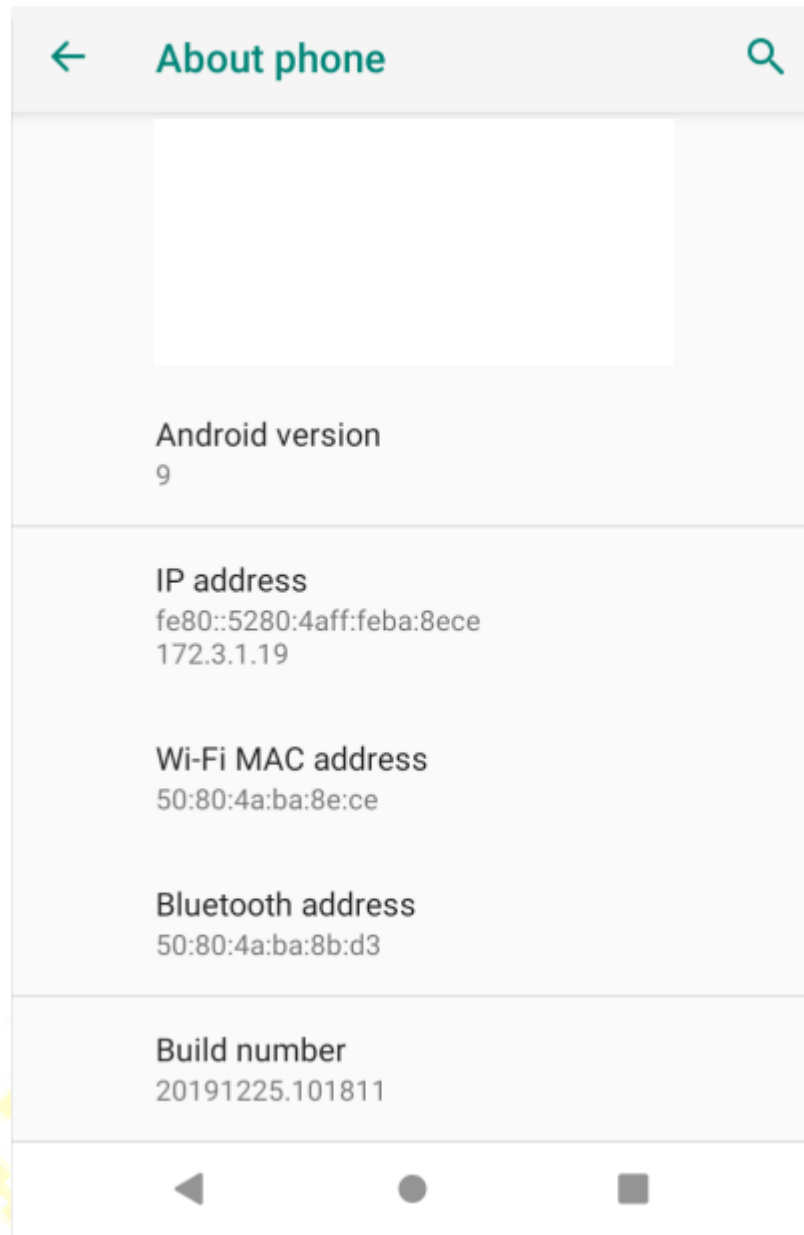 About phone
Android version
9
IP address
fe80::5280:4aff:feba:8ece
172.3.1.19
Wi-Fi MAC address
50:80:4a:ba:8e:ce
Bluetooth address
50:80:4a:ba:8b:d3
Build number
20191225.101811